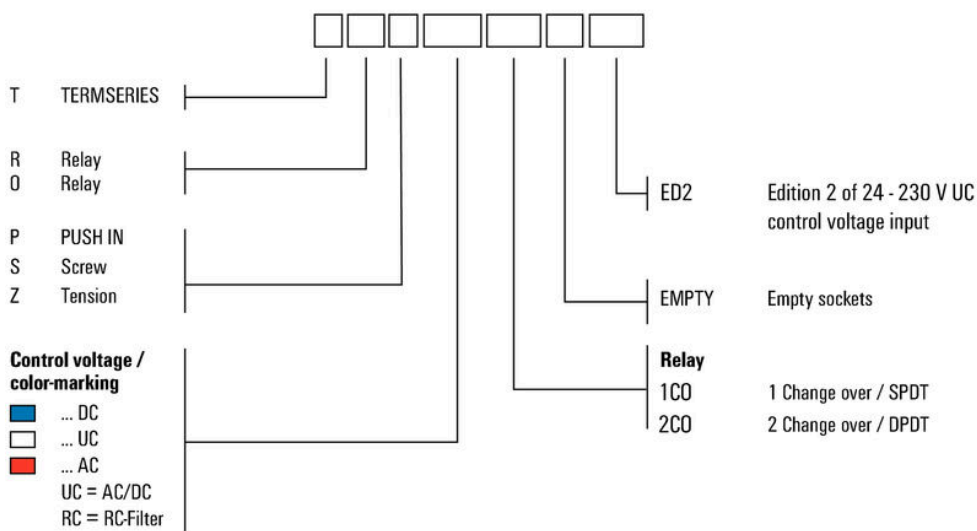 T TERMSERIES
R Relay
O Relay
P PUSH IN
S Screw
Z Tension
Control voltage /
color-marking
... DC
... UC
... AC
UC = AC/DC
RC = RC-Filter
ED2 Edition 2 of 24 - 230 V UC
control voltage input
EMPTY Empty sockets
Relay
1CO 1 Change over / SPDT
2CO 2 Change over / DPDT